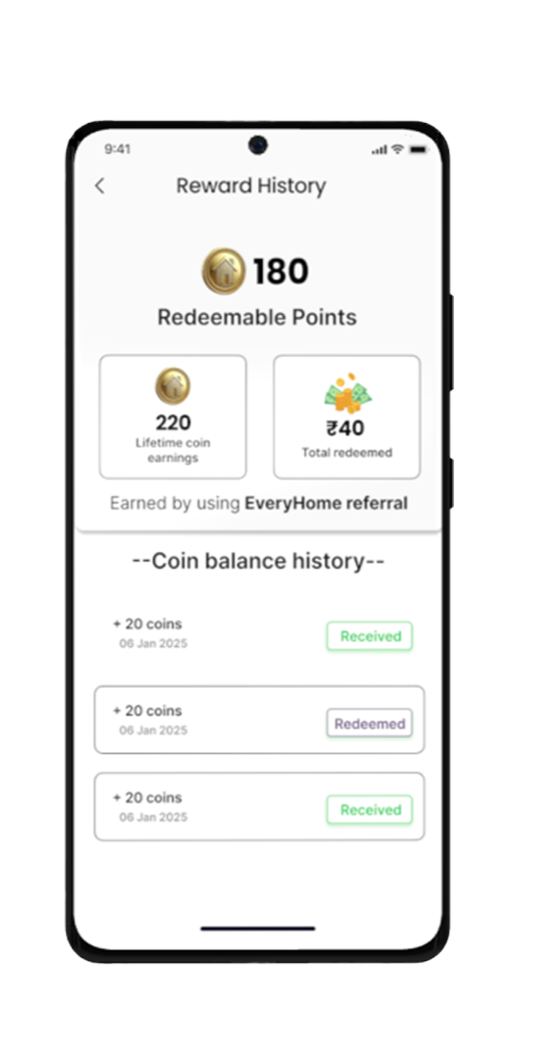 9:41
Reward History
180
Redeemable Points
220
Lifetime coin
earnings
₹40
Total redeemed
Earned by using EveryHome referral
--Coin balance history--
+ 20 coins
06 Jan 2025
Received
+ 20 coins
06 Jan 2025
Redeemed
+ 20 coins
06 Jan 2025
Received